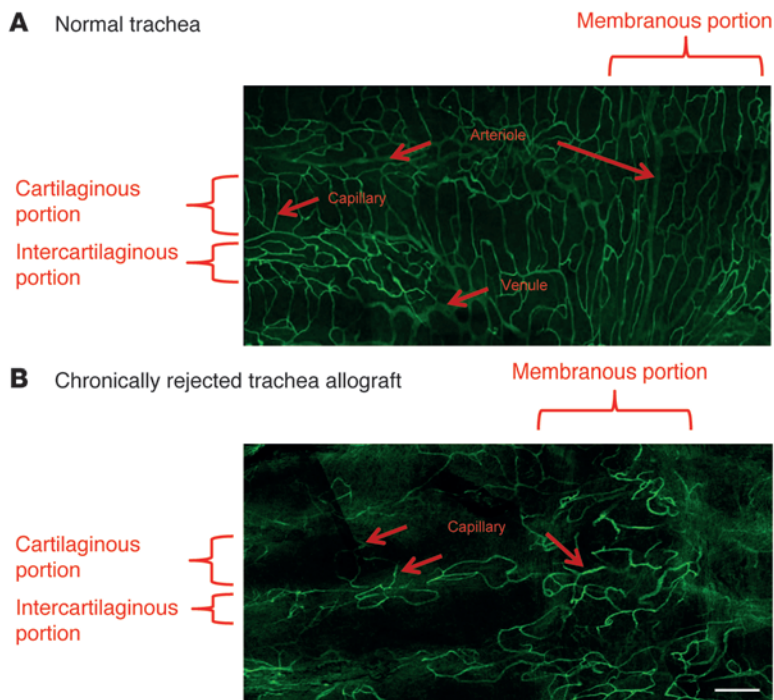 A Normal trachea
Membranous portion
Arteriole
Cartilaginous
portion
Capillary
Intercartilaginous
portion
Venule
B Chronically rejected trachea allograft
Membranous portion
Capillary
Cartilaginous
portion
Intercartilaginous
portion